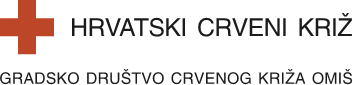 HRVATSKI CRVENI KRIŽ
GRADSKO DRUŠTVO CRVENOG KRIŽA OMIŠ